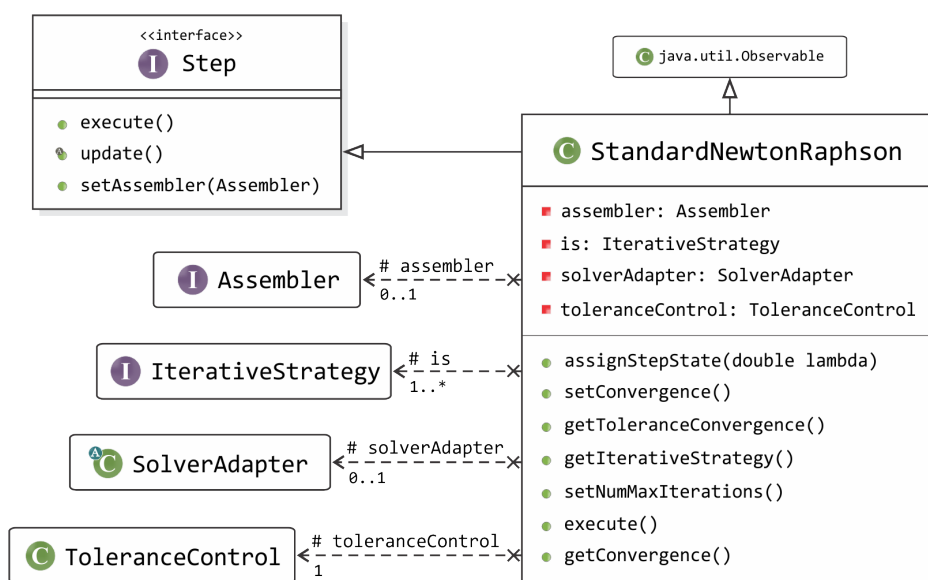 <<interface>>
I Step
execute()
A update()
setAssembler(Assembler)
C java.util.Observable
C StandardNewtonRaphson
assembler: Assembler
is: IterativeStrategy
solverAdapter: SolverAdapter
toleranceControl: ToleranceControl
assignStepState(double lambda)
setConvergence()
getToleranceConvergence()
getIterativeStrategy()
setNumMaxIterations()
execute()
getConvergence()
I Assembler
# assembler
0..1
I IterativeStrategy
# is
1..*
A C SolverAdapter
# solverAdapter
0..1
C ToleranceControl
# toleranceControl
1